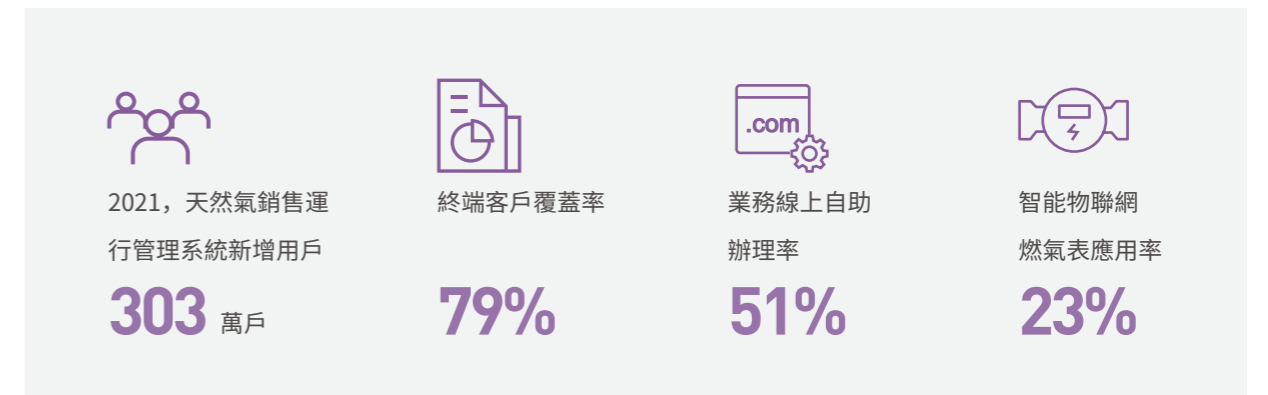 .com
2021，天然氣銷售運
行管理系統新增用戶
303 萬戶
終端客戶覆蓋率
79%
業務線上自助
辦理率
51%
智能物聯網
燃氣表應用率
23%